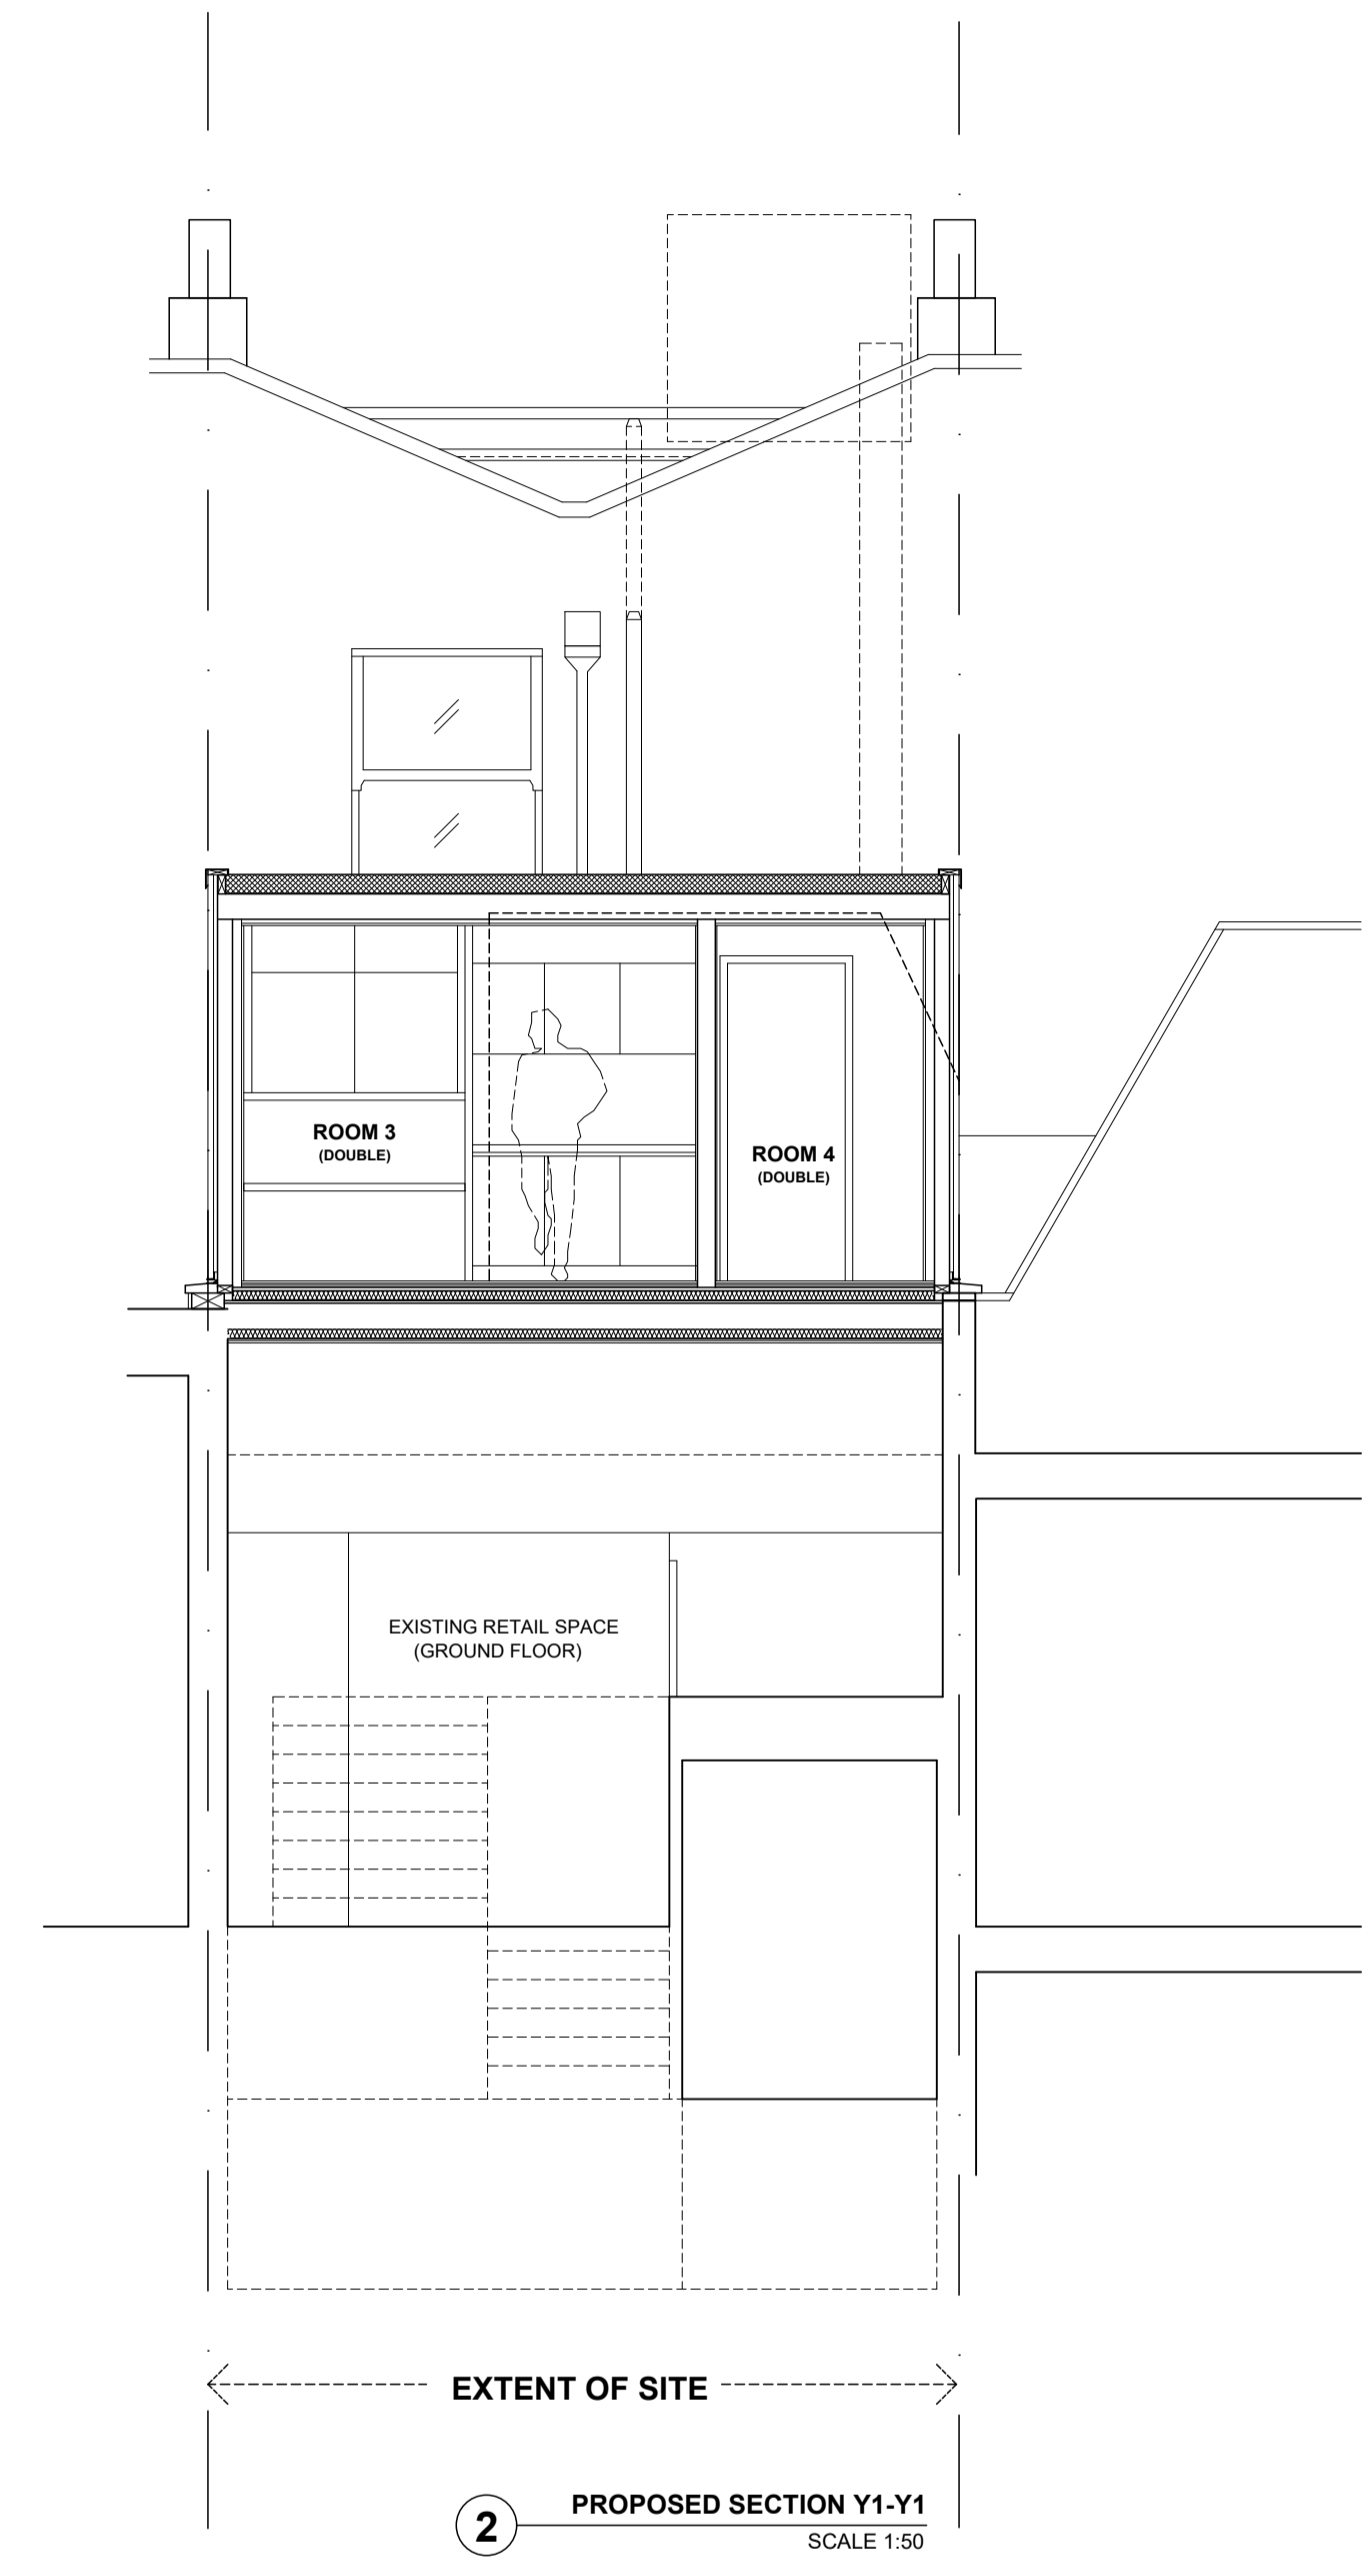 ROOM 3
(DOUBLE)
ROOM 4
(DOUBLE)
EXISTING RETAIL SPACE
(GROUND FLOOR)
EXTENT OF SITE
2
PROPOSED SECTION Y1-Y1
SCALE 1:50